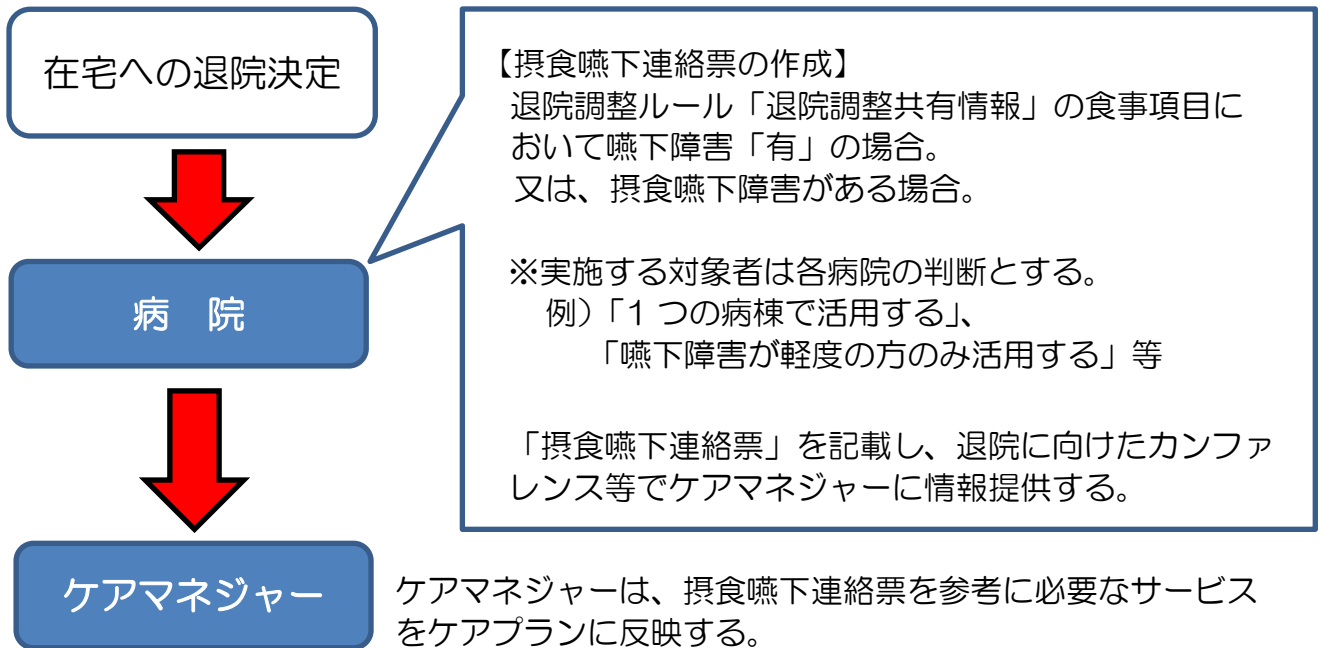 在宅への退院決定
【摂食嚥下連絡票の作成】
退院調整ルール「退院調整共有情報」の食事項目に
おいて嚥下障害「有」の場合。
又は、摂食嚥下障害がある場合。
※実施する対象者は各病院の判断とする。
例)「1つの病棟で活用する」、
「嚥下障害が軽度の方のみ活用する」等
「摂食嚥下連絡票」を記載し、退院に向けたカンファ
レンス等でケアマネジャーに情報提供する。
病　院
ケアマネジャー
ケアマネジャーは、摂食嚥下連絡票を参考に必要なサービス
をケアプランに反映する。